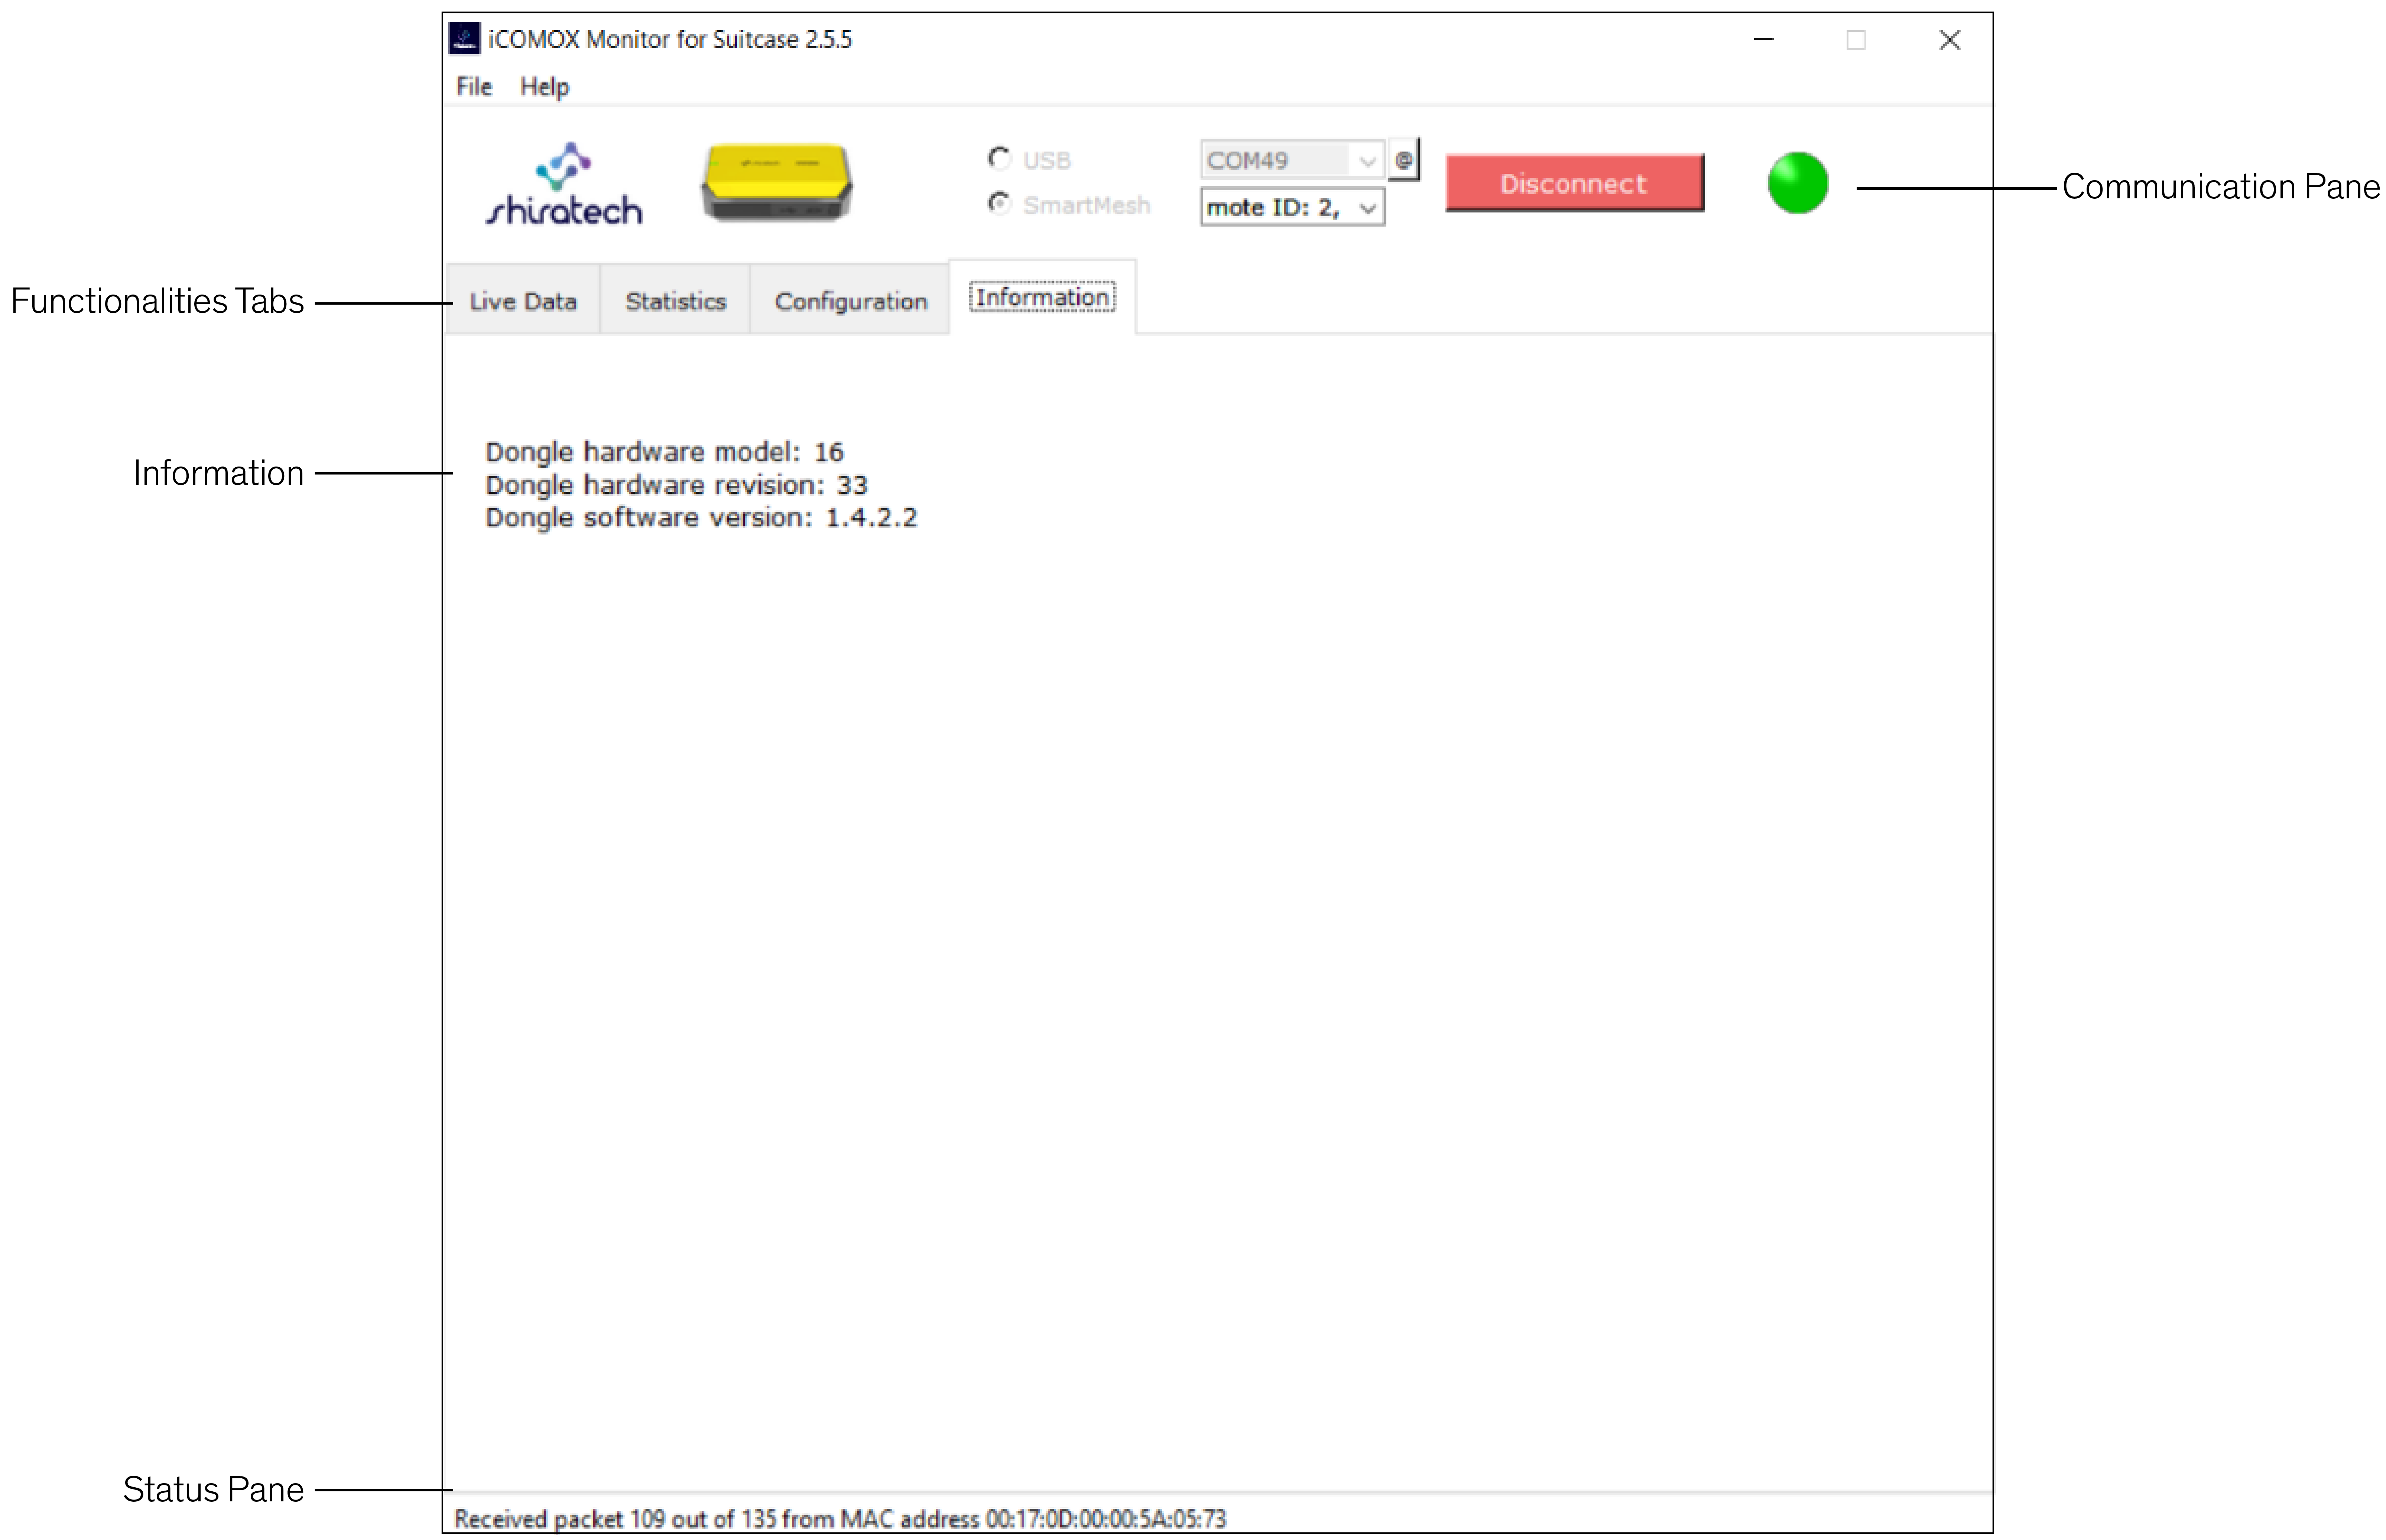 iCOMOX Monitor for Suitcase 2.5.5
File Help
shiratech
USB
SmartMesh
COM49
@
mote ID: 2,
Disconnect
Communication Pane
Functionalities Tabs
Live Data Statistics Configuration Information
Information
Dongle hardware model: 16
Dongle hardware revision: 33
Dongle software version: 1.4.2.2
Status Pane
Received packet 109 out of 135 from MAC address 00:17:0D:00:00:5A:05:73